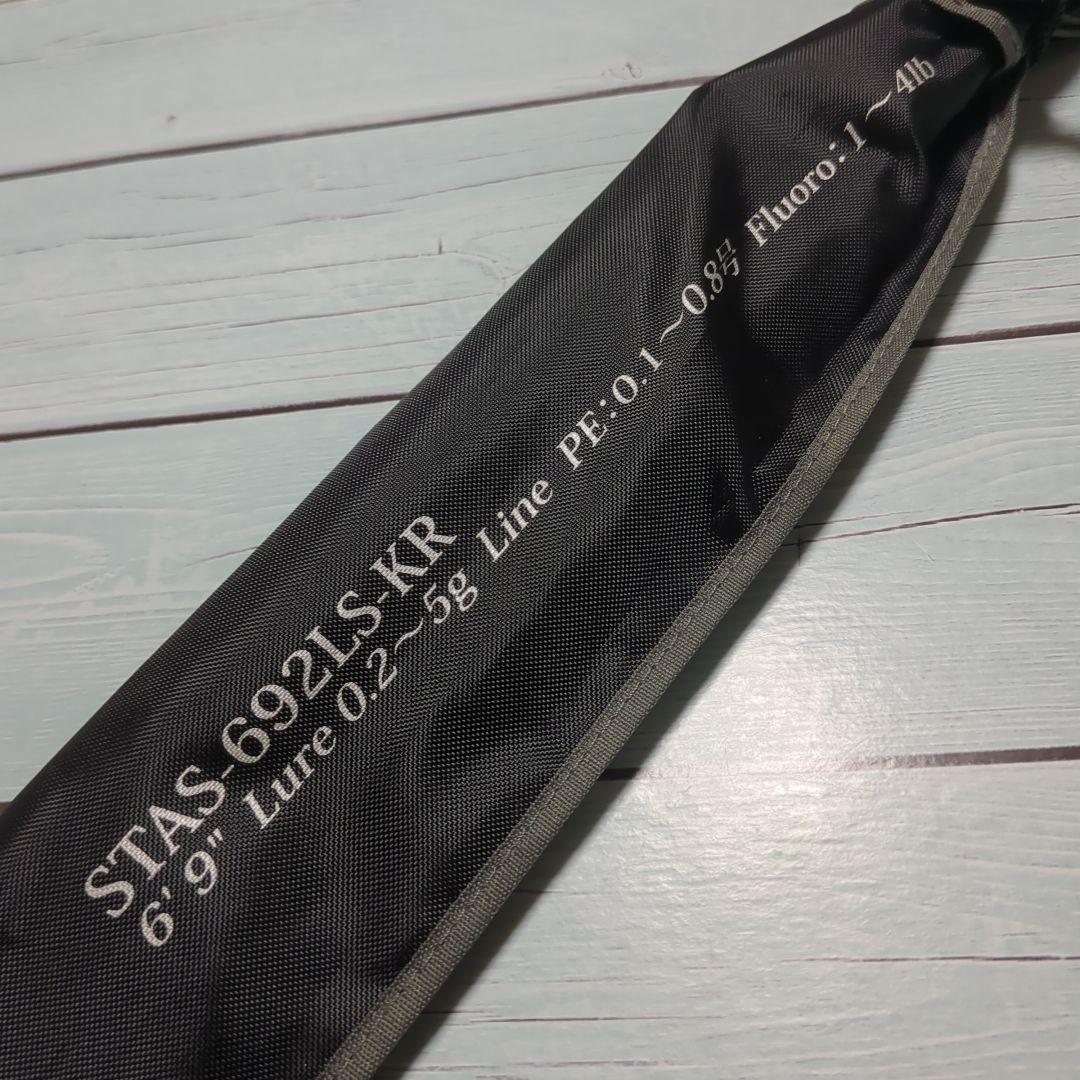 STAS-692LS-KR
6' 9" Lure 0.2～5g Line PE:0.1～0.8号 Fluoro:1～4lb